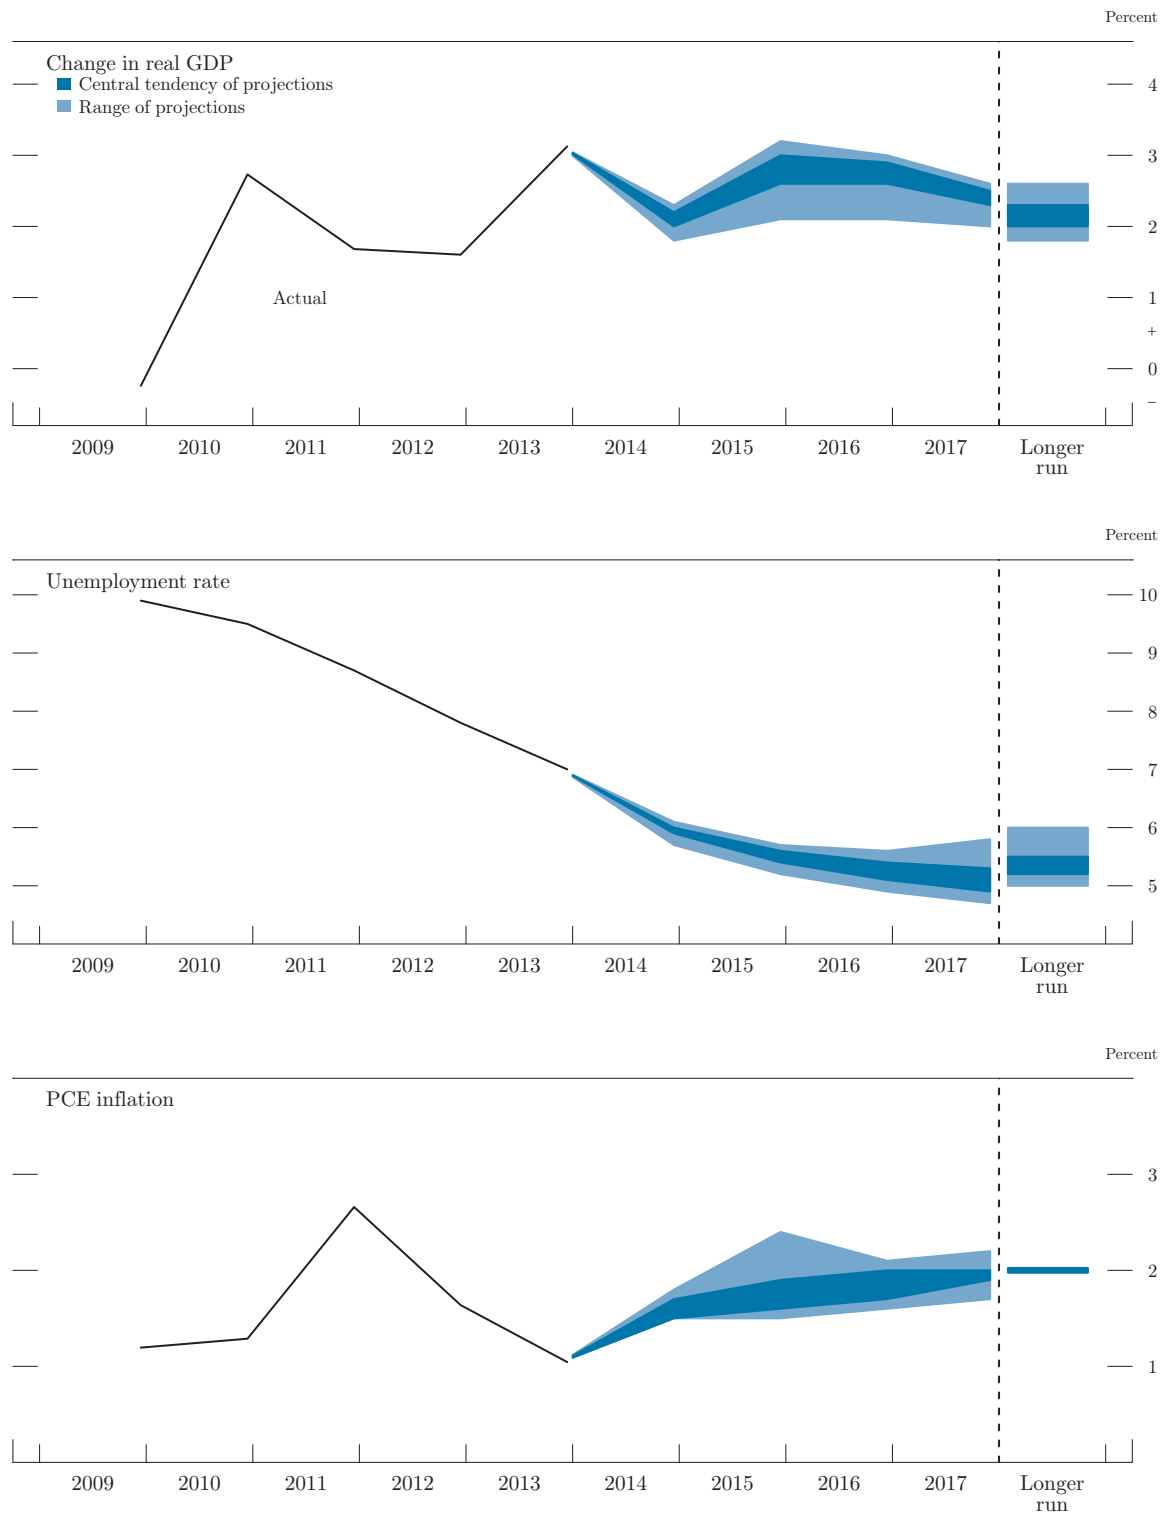 Percent
Change in real GDP
Central tendency of projections
Range of projections
4
3
2
Actual
1
+
0
−
2009 2010 2011 2012 2013 2014 2015 2016 2017 Longer
run
Percent
Unemployment rate
10
9
8
7
6
5
2009 2010 2011 2012 2013 2014 2015 2016 2017 Longer
run
Percent
PCE inflation
3
2
1
2009 2010 2011 2012 2013 2014 2015 2016 2017 Longer
run